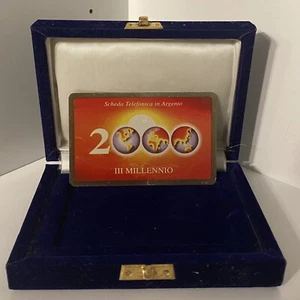 Scheda Telefonica in Argento
2000
III MILLENNIO